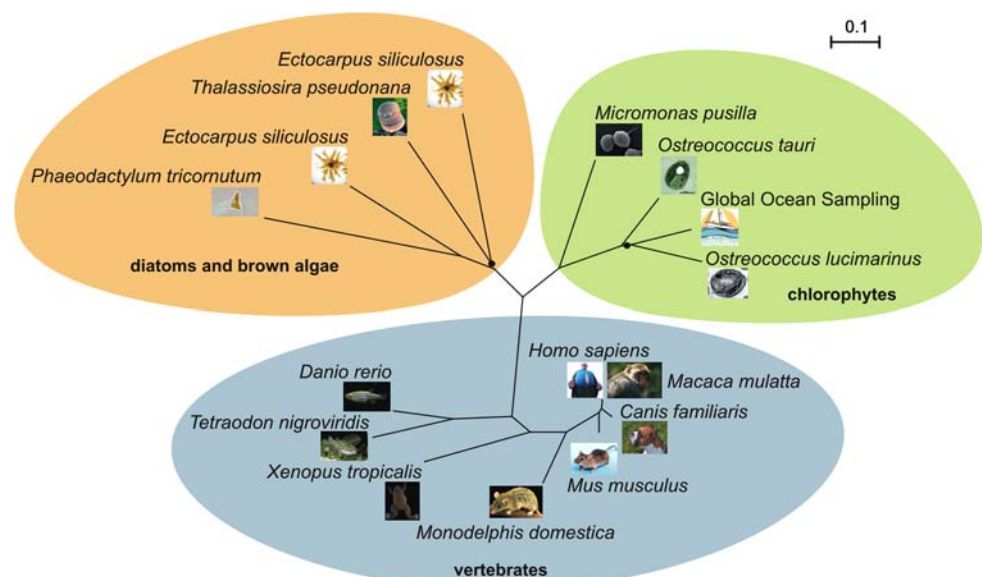 0.1
Ectocarpus siliculosus
Thalassiosira pseudonana
Ectocarpus siliculosus
Phaeodactylum tricornutum
diatoms and brown algae
Micromonas pusilla
Ostreococcus tauri
Global Ocean Sampling
Ostreococcus lucimarinus
chlorophytes
Homo sapiens
Danio rerio
Macaca mulatta
Tetraodon nigroviridis
Canis familiaris
Xenopus tropicalis
Mus musculus
Monodelphis domestica
vertebrates